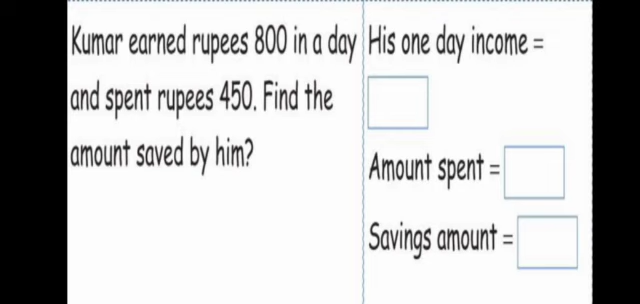 Kumar earned rupees 800 in a day
and spent rupees 450. Find the
amount saved by him?
His one day income =
Amount spent =
Savings amount =